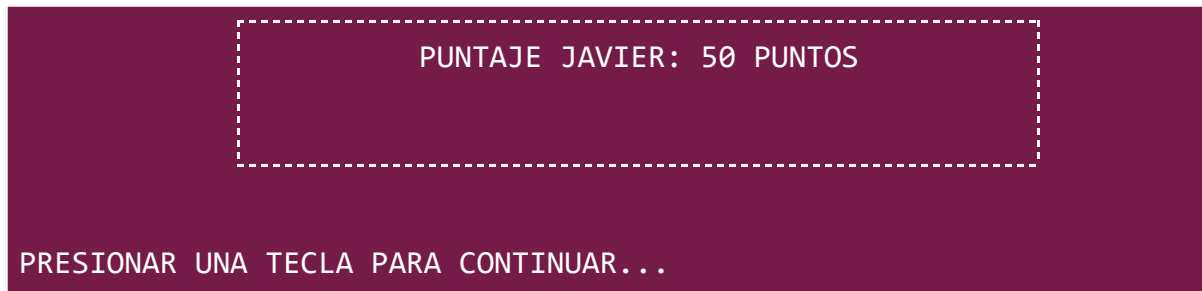 PUNTAJE JAVIER: 50 PUNTOS
PRESIONAR UNA TECLA PARA CONTINUAR...